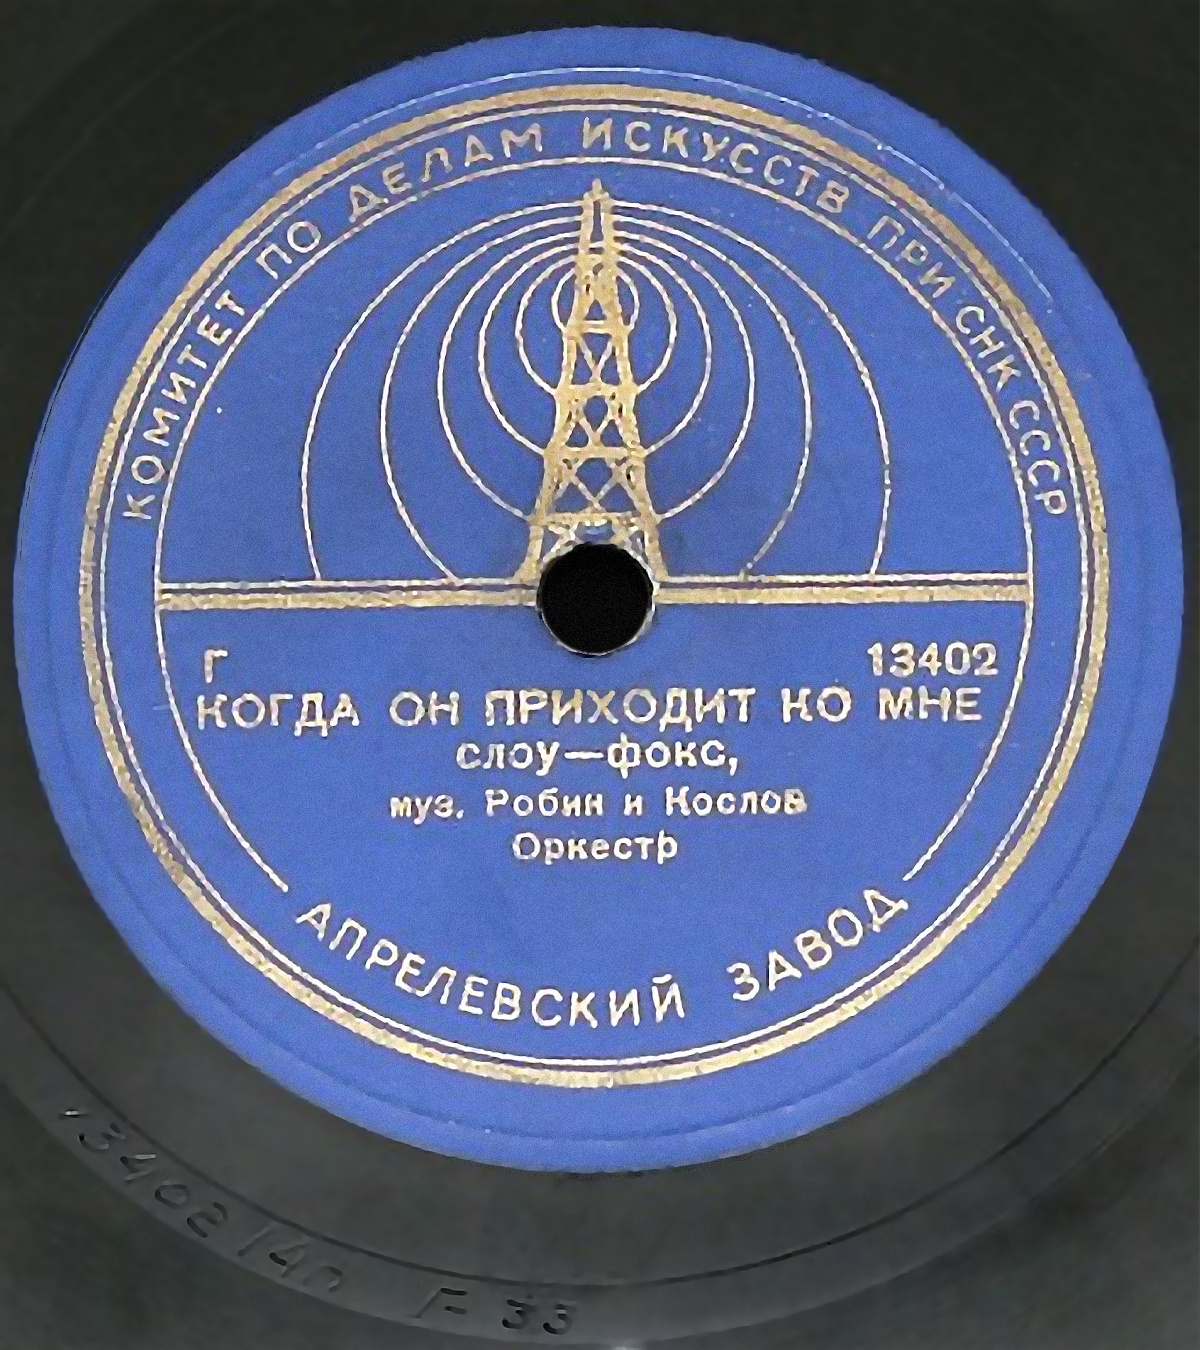 КОМИТЕТ ПО ДЕЛАМ ИСКУССТВ ПРИ СНК СССР
Г 13402
КОГДА ОН ПРИХОДИТ КО МНЕ
слоу—фокс,
муз. Робин и Кослов
Оркестр
АПРЕЛЕВСКИЙ ЗАВОД
13402
33